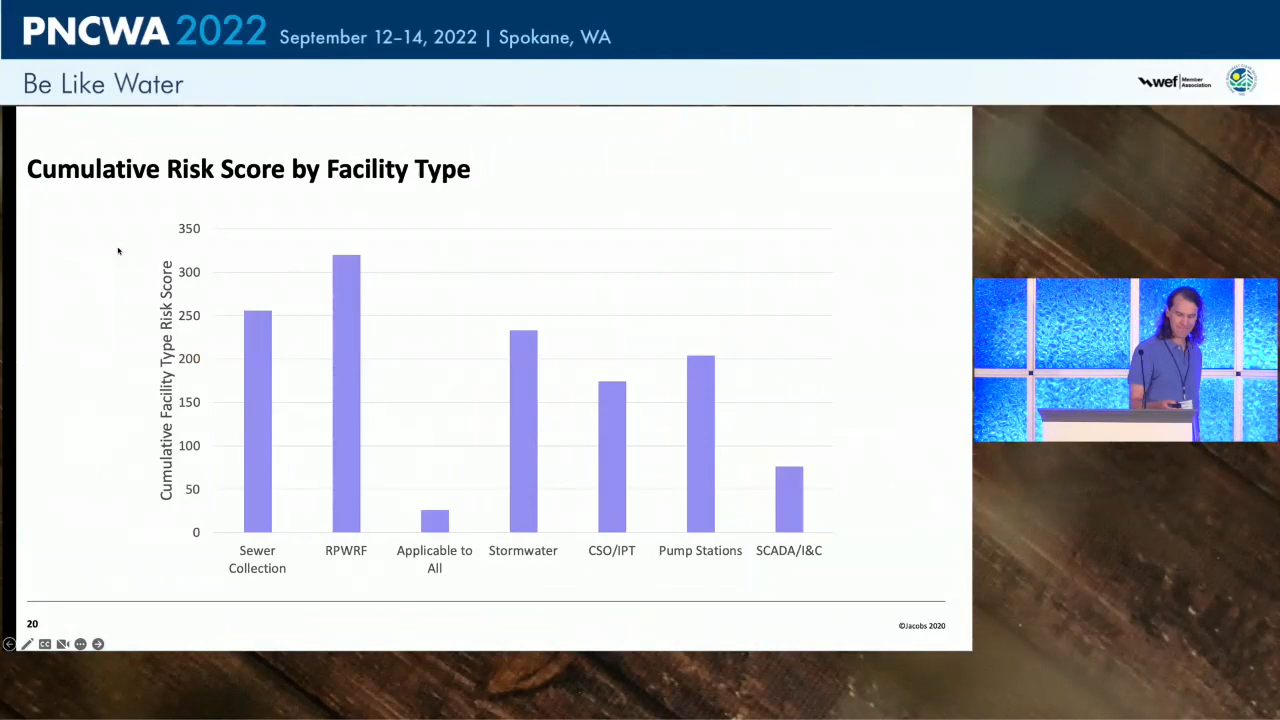 PNCWA 2022 September 12–14, 2022 | Spokane, WA
Be Like Water
wef Member
Association
Cumulative Risk Score by Facility Type
Cumulative Facility Type Risk Score
350
300
250
200
150
100
50
0
Sewer
Collection
RPWRF
Applicable to
All
Stormwater
CSO/IPT
Pump Stations
SCADA/I&C
20
©Jacobs 2020